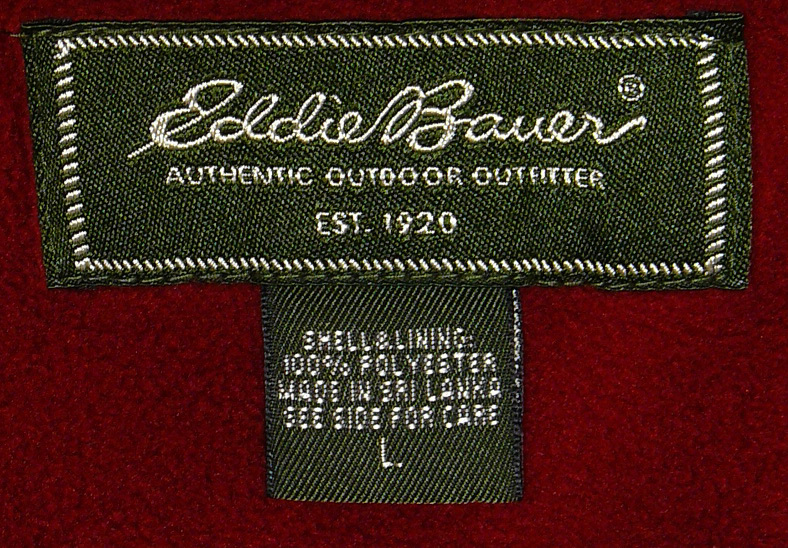 Eddie Bauer®
AUTHENTIC OUTDOOR OUTFITTER
EST. 1920
SHELL & LINING:
100% POLYESTER
MADE IN SRI LANKA
SEE SIDE FOR CARE
L